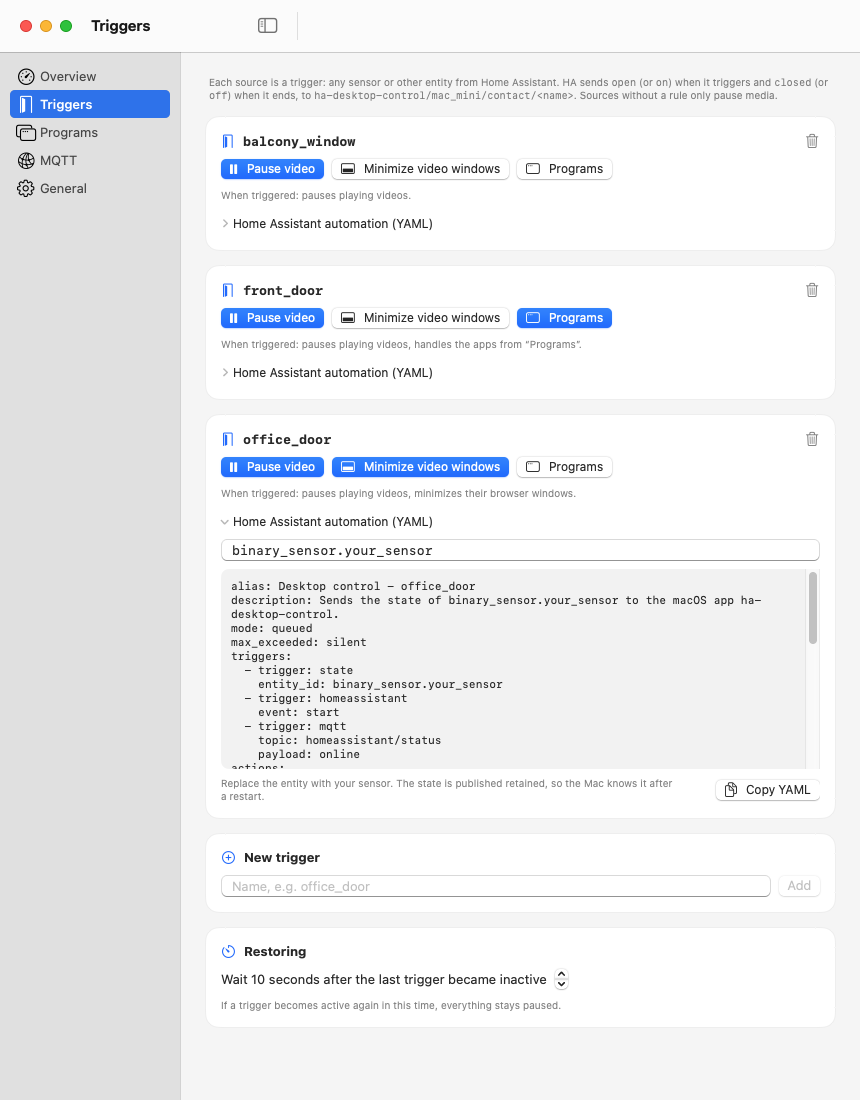 Triggers
Overview
Triggers
Programs
MQTT
General
Each source is a trigger: any sensor or other entity from Home Assistant. HA sends open (or on) when it triggers and closed (or
off) when it ends, to ha-desktop-control/mac_mini/contact/<name>. Sources without a rule only pause media.
balcony_window
Pause video Minimize video windows Programs
When triggered: pauses playing videos.
Home Assistant automation (YAML)
front_door
Pause video Minimize video windows Programs
When triggered: pauses playing videos, handles the apps from “Programs”.
Home Assistant automation (YAML)
office_door
Pause video Minimize video windows Programs
When triggered: pauses playing videos, minimizes their browser windows.
Home Assistant automation (YAML)
binary_sensor.your_sensor
alias: Desktop control – office_door
description: Sends the state of binary_sensor.your_sensor to the macOS app ha-
desktop-control.
mode: queued
max_exceeded: silent
triggers:
- trigger: state
entity_id: binary_sensor.your_sensor
- trigger: homeassistant
event: start
- trigger: mqtt
topic: homeassistant/status
payload: online
actions:
Replace the entity with your sensor. The state is published retained, so the Mac knows it after
a restart.
Copy YAML
New trigger
Name, e.g. office_door Add
Restoring
Wait 10 seconds after the last trigger became inactive
If a trigger becomes active again in this time, everything stays paused.